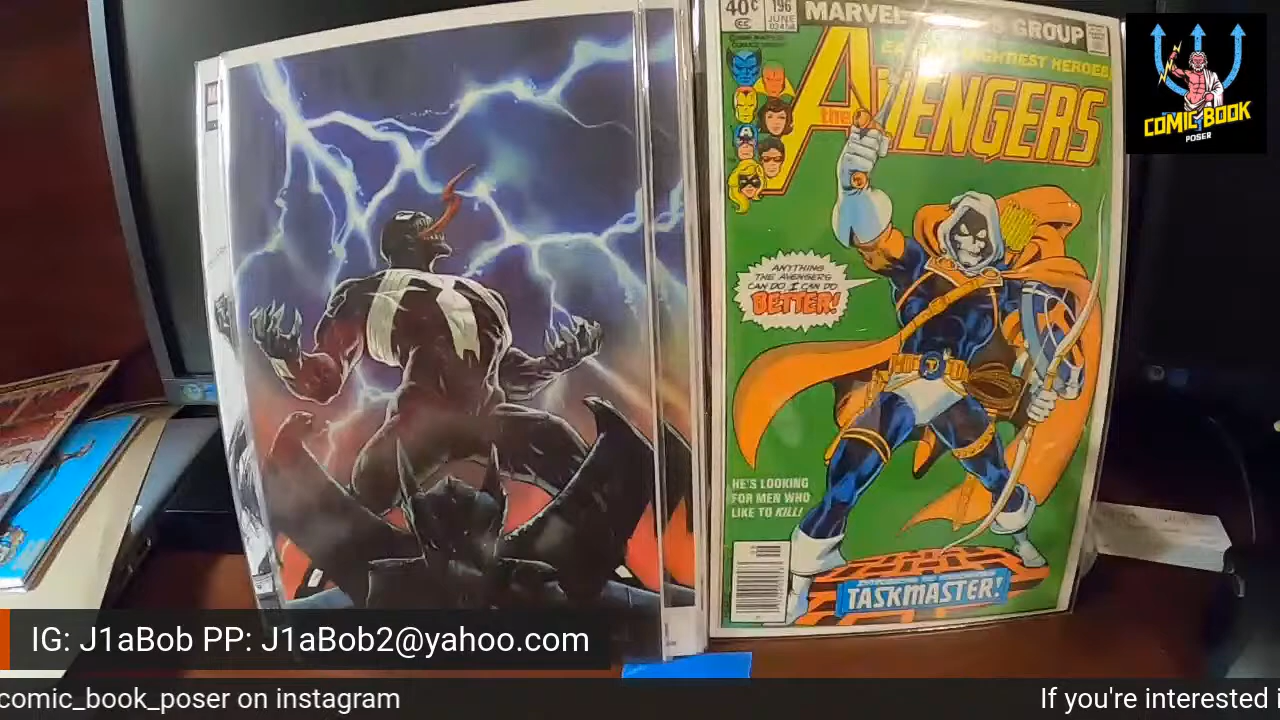 40¢
196
JUNE
MARVEL
GROUP
MIGHTIEST HEROES
the AVENGERS
ANYTHING
THE AVENGERS
CAN DO, I CAN DO
BETTER!
HE'S LOOKING
FOR MEN WHO
LIKE TO KILL!
TASKMASTER!
COMIC BOOK
POSER
IG: J1aBob PP: J1aBob2@yahoo.com
comic_book_poser on instagram
If you're interested i